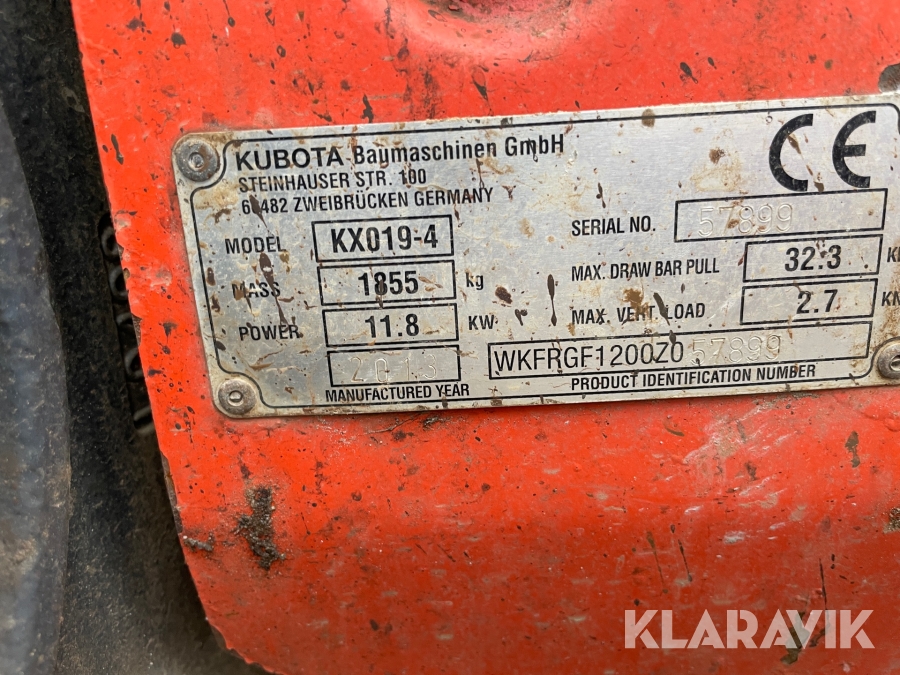 KUBOTA Baumaschinen GmbH
STEINHAUSER STR. 100
66482 ZWEIBRÜCKEN GERMANY
CE
MODEL KX019-4
MASS 1855 kg
POWER 11.8 KW
2013
MANUFACTURED YEAR
SERIAL NO. 57899
MAX. DRAW BAR PULL 32.3
MAX. VERT LOAD 2.7 KN
WKFRGF1200Z057899
PRODUCT IDENTIFICATION NUMBER
KLARAVIK